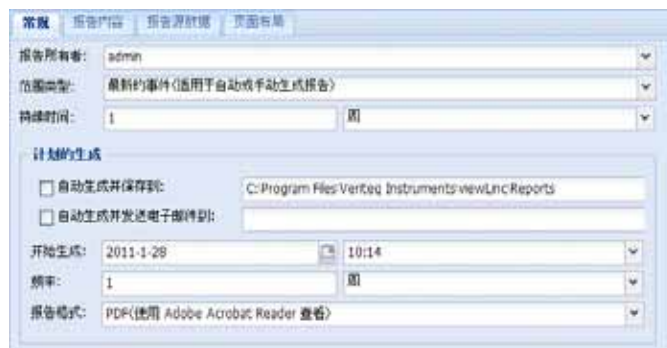 常规 报告内容 报告源数据 页面布局
报告所有者: admin
范围类型: 最新的事件(适用于自动或手动生成报告)
持续时间: 1 周
计划的生成
自动生成并保存到: C:\Program Files\Veriteq Instruments\viewLinc\Reports
自动生成并发送电子邮件到:
开始生成: 2011-1-28 10:14
频率: 1 周
报告格式: PDF(使用 Adobe Acrobat Reader 查看)